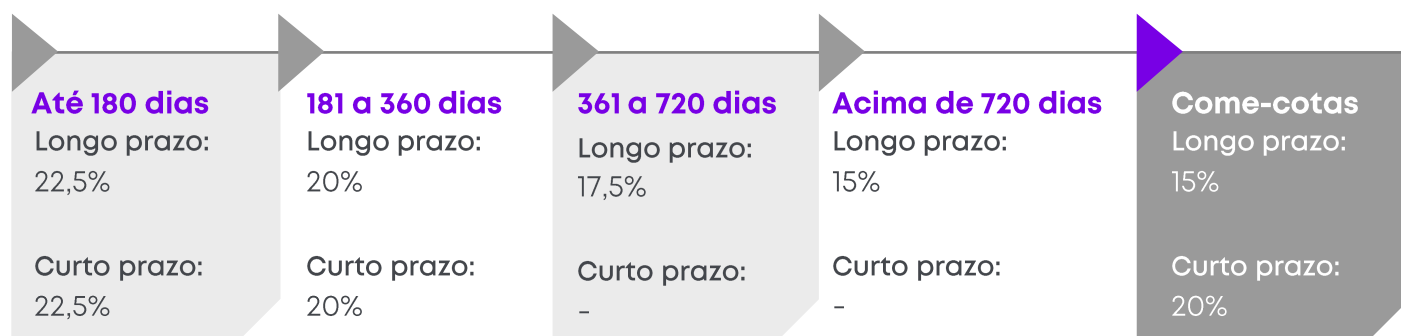 Até 180 dias
Longo prazo:
22,5%
Curto prazo:
22,5%
181 a 360 dias
Longo prazo:
20%
Curto prazo:
20%
361 a 720 dias
Longo prazo:
17,5%
Curto prazo:
-
Acima de 720 dias
Longo prazo:
15%
Curto prazo:
-
Come-cotas
Longo prazo:
15%
Curto prazo:
20%